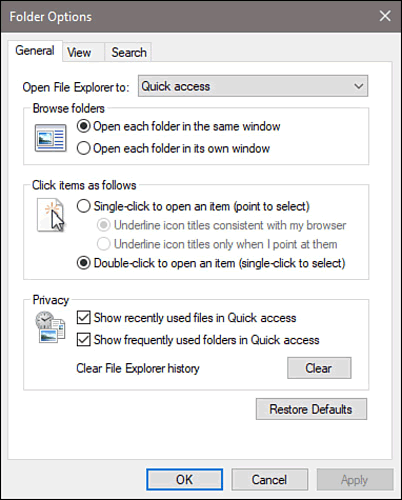 Folder Options
General View Search
Open File Explorer to: Quick access
Browse folders
Open each folder in the same window
Open each folder in its own window
Click items as follows
Single-click to open an item (point to select)
Underline icon titles consistent with my browser
Underline icon titles only when I point at them
Double-click to open an item (single-click to select)
Privacy
Show recently used files in Quick access
Show frequently used folders in Quick access
Clear File Explorer history Clear
Restore Defaults
OK Cancel Apply